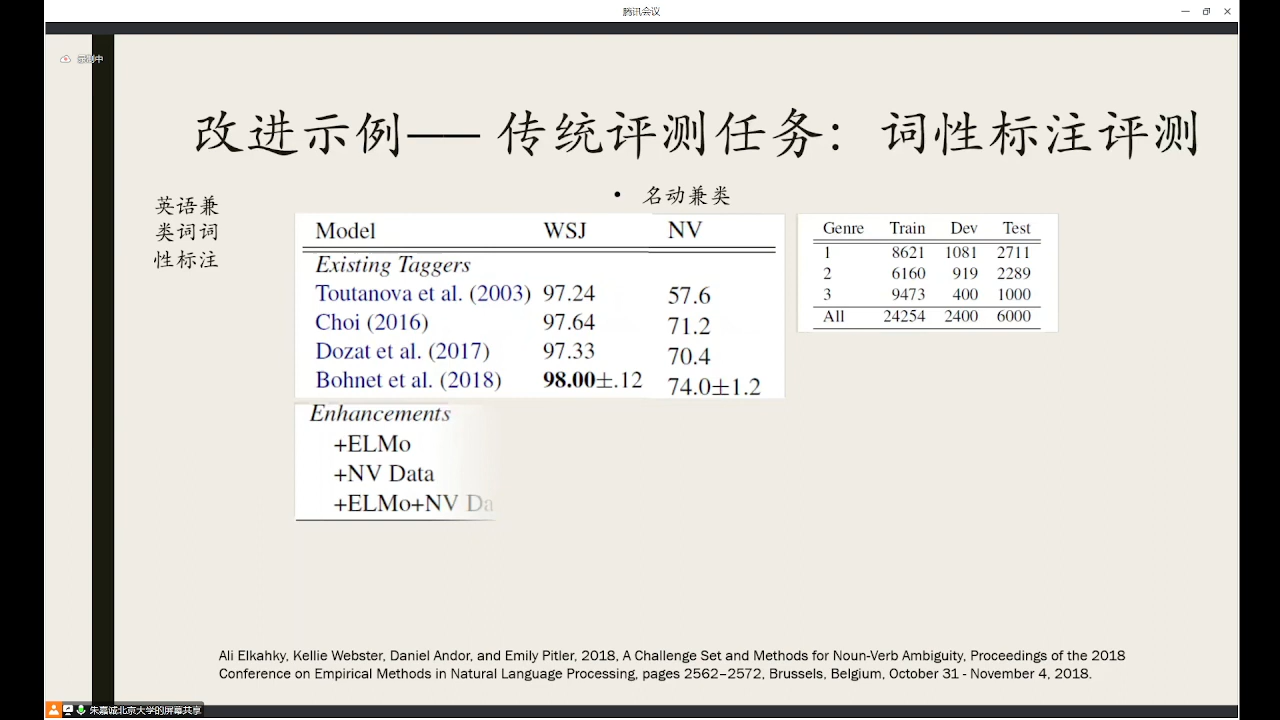 腾讯会议
录制中
改进示例—— 传统评测任务：词性标注评测
• 名动兼类
英语兼
类词词
性标注
Model WSJ NV
Existing Taggers
Toutanova et al. (2003) 97.24 57.6
Choi (2016) 97.64 71.2
Dozat et al. (2017) 97.33 70.4
Bohnet et al. (2018) 98.00±.12 74.0±1.2
Enhancements
+ELMo
+NV Data
+ELMo+NV Da
Genre Train Dev Test
1 8621 1081 2711
2 6160 919 2289
3 9473 400 1000
All 24254 2400 6000
Ali Elkahky, Kellie Webster, Daniel Andor, and Emily Pitler, 2018, A Challenge Set and Methods for Noun-Verb Ambiguity, Proceedings of the 2018
Conference on Empirical Methods in Natural Language Processing, pages 2562–2572, Brussels, Belgium, October 31 - November 4, 2018.
朱嘉诚北京大学的屏幕共享